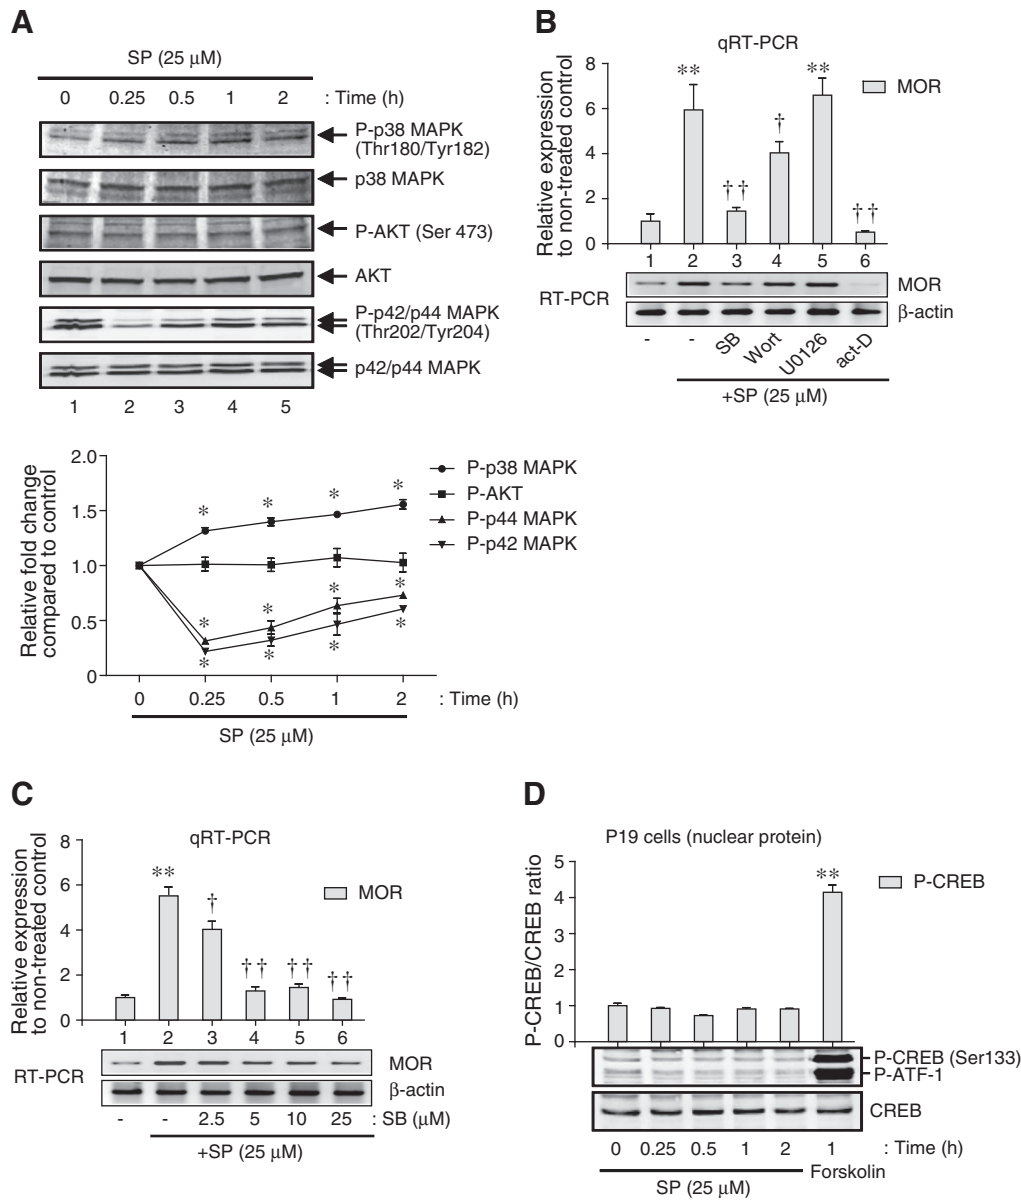 A
SP (25 μM)
0 0.25 0.5 1 2 : Time (h)
P-p38 MAPK
(Thr180/Tyr182)
p38 MAPK
P-AKT (Ser 473)
AKT
P-p42/p44 MAPK
(Thr202/Tyr204)
p42/p44 MAPK
1 2 3 4 5
Relative fold change
compared to control
2.0
1.5
1.0
0.5
0
* * * *
* * * *
* * * *
P-p38 MAPK
P-AKT
P-p44 MAPK
P-p42 MAPK
0 0.25 0.5 1 2 : Time (h)
SP (25 μM)
B
qRT-PCR
Relative expression
to non-treated control
8
6
4
2
0
** †† † ** ††
MOR
1 2 3 4 5 6
RT-PCR
MOR
β-actin
- - SB Wort U0126 act-D
+SP (25 μM)
C
qRT-PCR
Relative expression
to non-treated control
8
6
4
2
0
** † †† †† ††
MOR
1 2 3 4 5 6
RT-PCR
MOR
β-actin
- - 2.5 5 10 25 : SB (μM)
+SP (25 μM)
D
P19 cells (nuclear protein)
P-CREB/CREB ratio
5
4
3
2
1
0
**
P-CREB
P-CREB (Ser133)
P-ATF-1
CREB
0 0.25 0.5 1 2 1 : Time (h)
SP (25 μM)
Forskolin